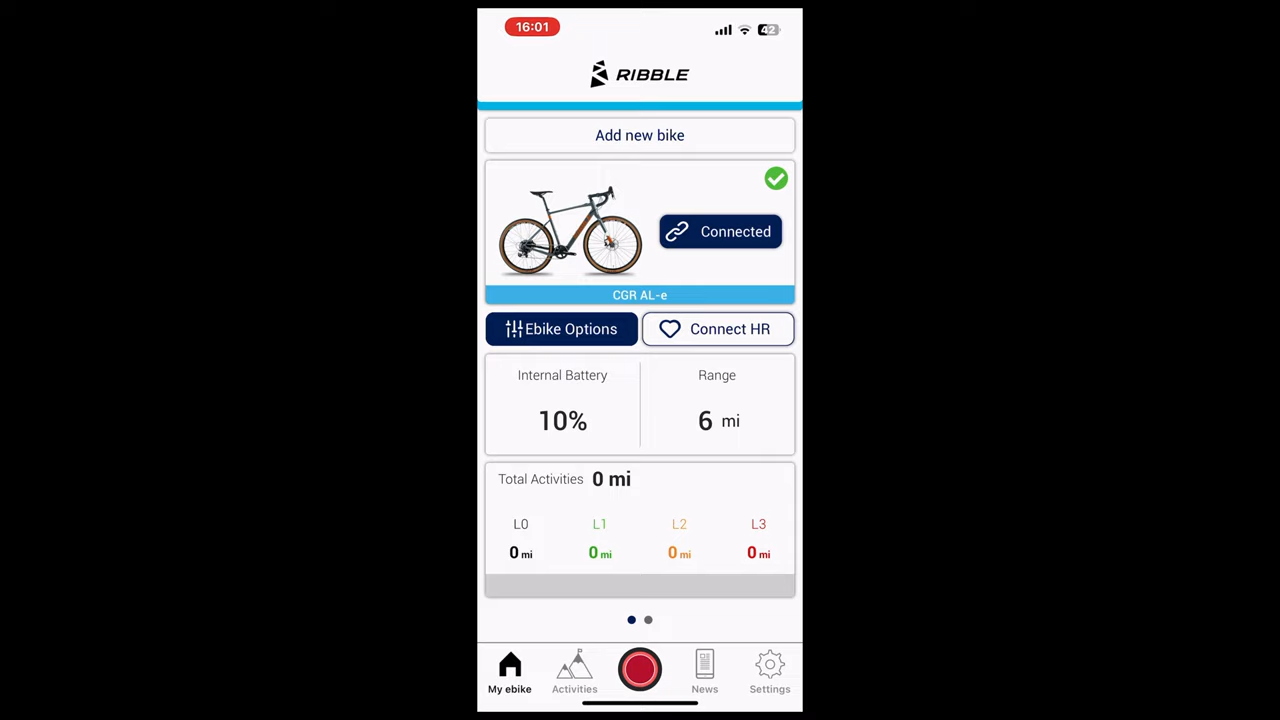 16:01
42
RIBBLE
Add new bike
Connected
CGR AL-e
Ebike Options
Connect HR
Internal Battery
Range
10%
6 mi
Total Activities 0 mi
L0 L1 L2 L3
0 mi 0 mi 0 mi 0 mi
My ebike
Activities
News
Settings